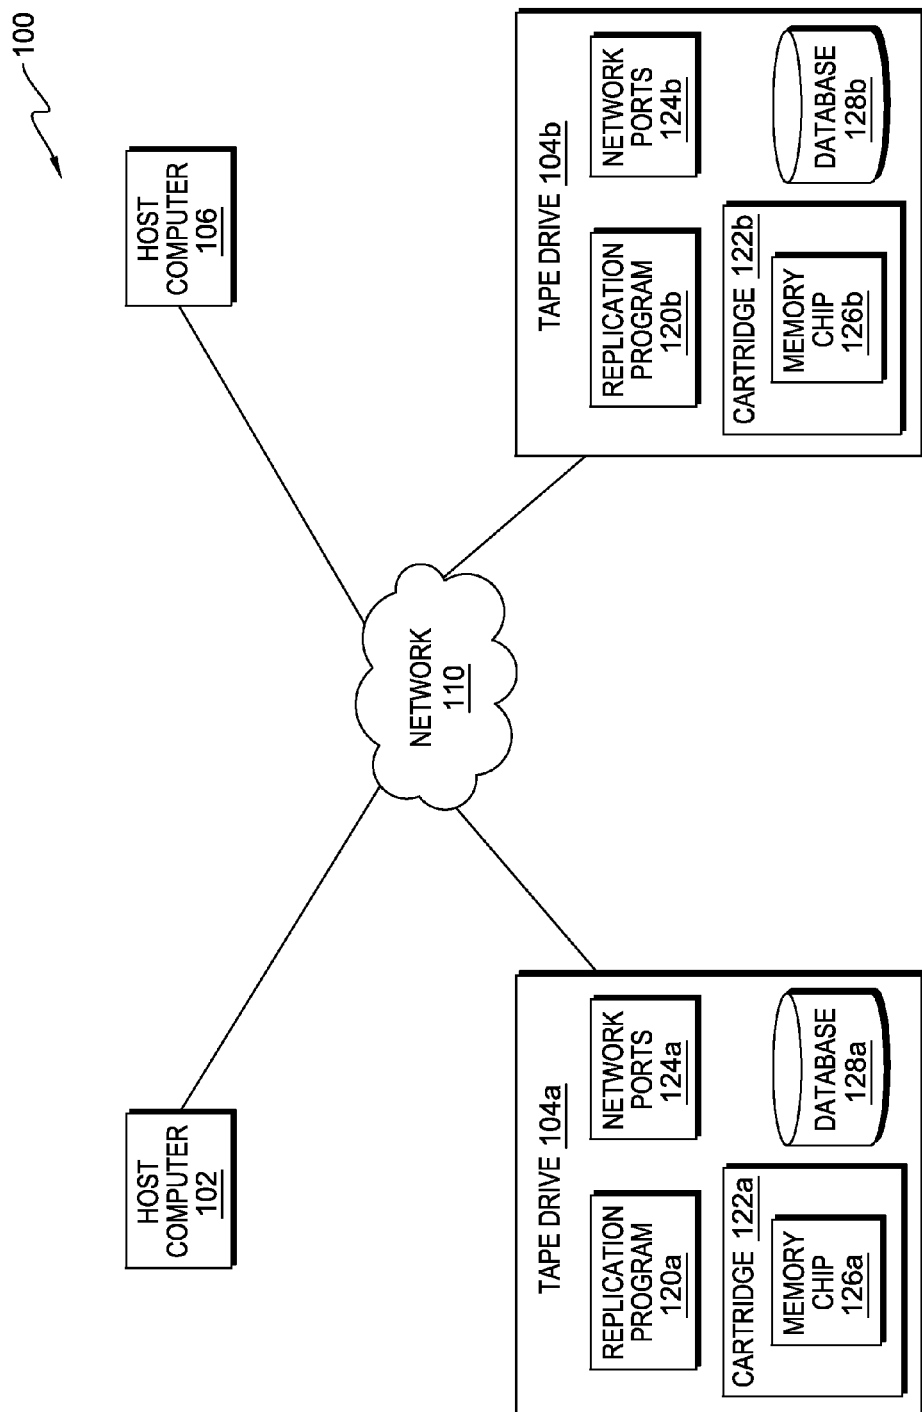 100
HOST
COMPUTER
102
HOST
COMPUTER
106
NETWORK
110
TAPE DRIVE 104a
REPLICATION
PROGRAM
120a
NETWORK
PORTS
124a
CARTRIDGE 122a
MEMORY
CHIP
126a
DATABASE
128a
TAPE DRIVE 104b
REPLICATION
PROGRAM
120b
NETWORK
PORTS
124b
CARTRIDGE 122b
MEMORY
CHIP
126b
DATABASE
128b